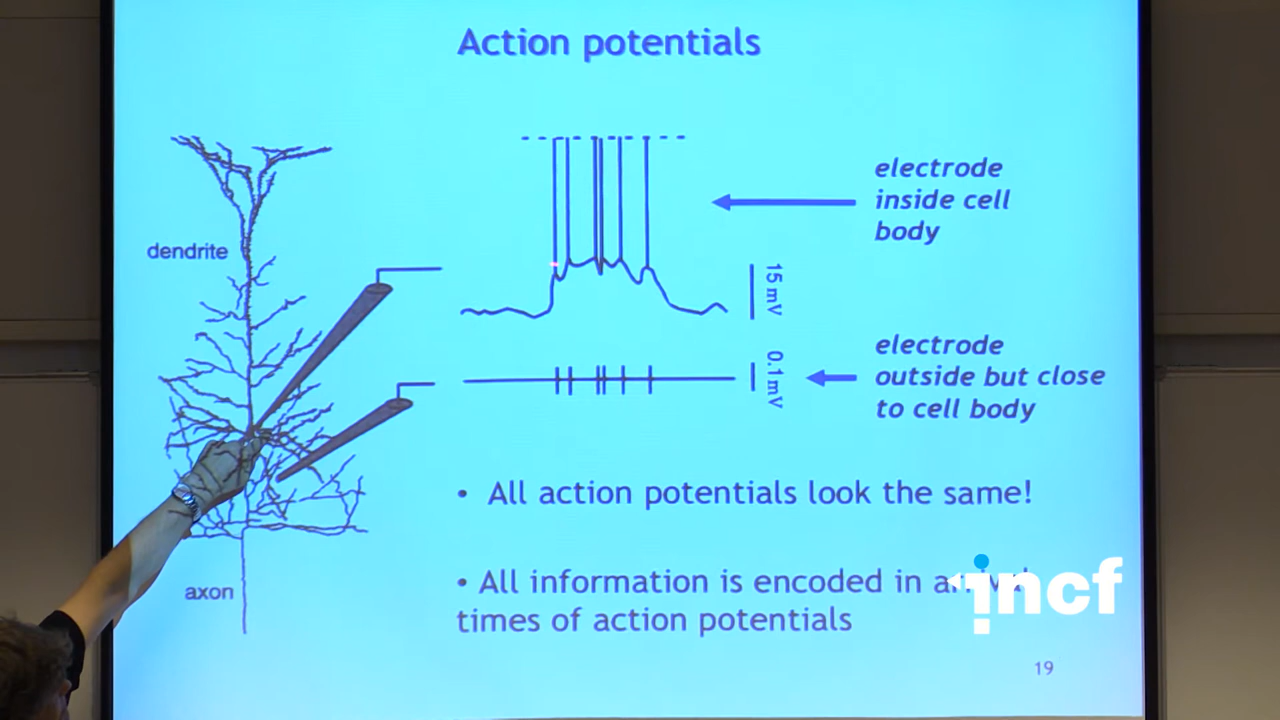 Action potentials
electrode
inside cell
body
dendrite
15 mV
electrode
outside but close
to cell body
0.1 mV
• All action potentials look the same!
• All information is encoded in
times of action potentials
axon
incf
19